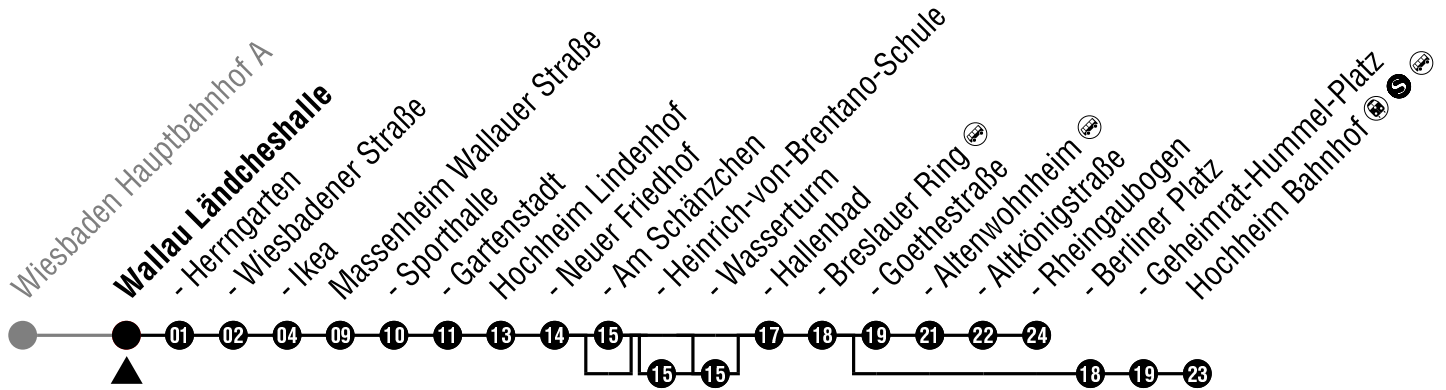 Wiesbaden Hauptbahnhof A
Wallau Ländcheshalle
- Herrngarten
- Wiesbadener Straße
- Ikea
Massenheim Wallauer Straße
- Sporthalle
- Gartenstadt
Hochheim Lindenhof
- Neuer Friedhof
- Am Schänzchen
- Heinrich-von-Brentano-Schule
- Wasserturm
- Hallenbad
- Breslauer Ring
- Goethestraße
- Altenwohnheim
- Altkönigstraße
- Rheingaubogen
- Berliner Platz
- Geheimrat-Hummel-Platz
Hochheim Bahnhof S
01 02 04 09 10 11 13 14 15 17 18 19 21 22 24
15 15 18 19 23